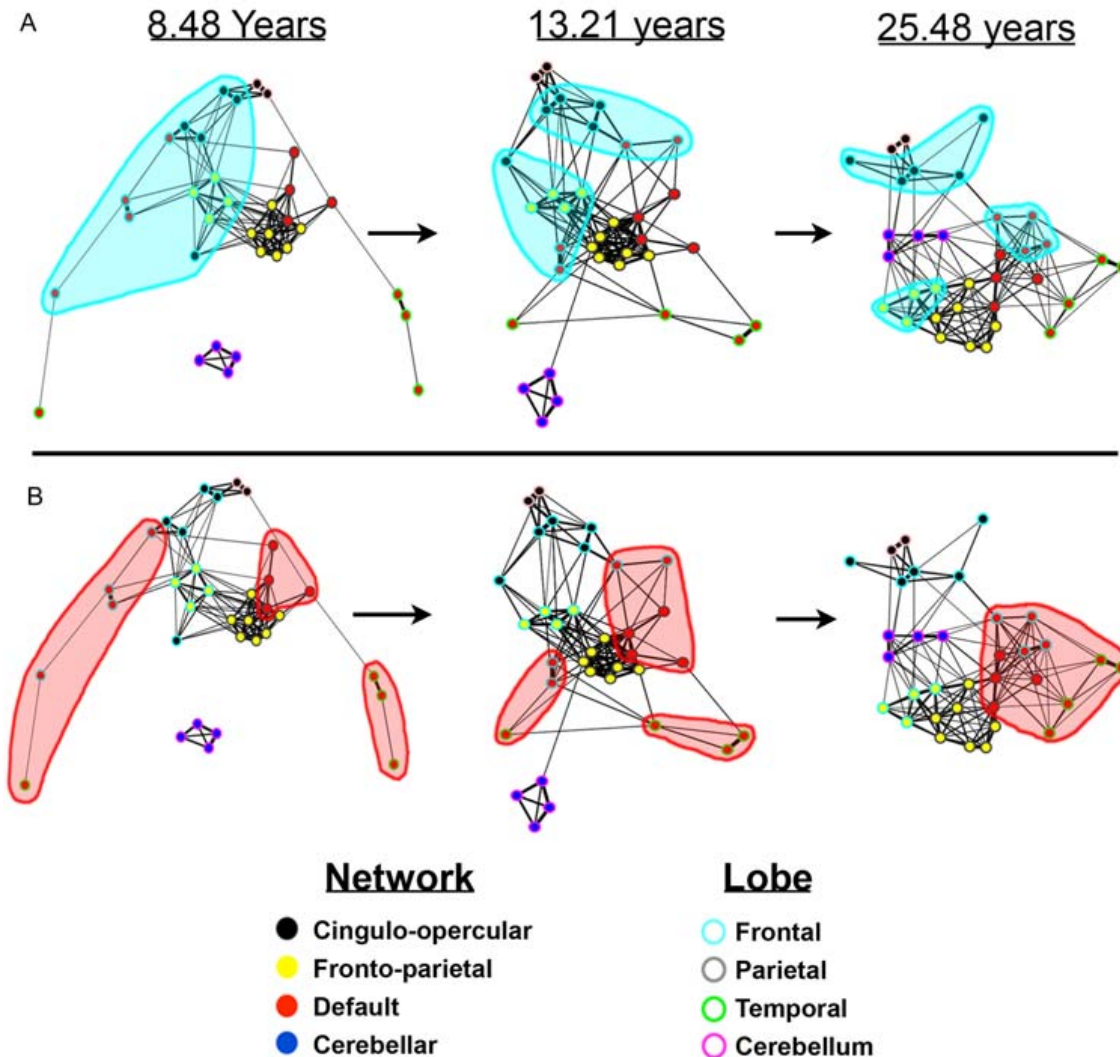 A
8.48 Years
13.21 years
25.48 years
B
Network
Lobe
Cingulo-opercular
Frontal
Fronto-parietal
Parietal
Default
Temporal
Cerebellar
Cerebellum